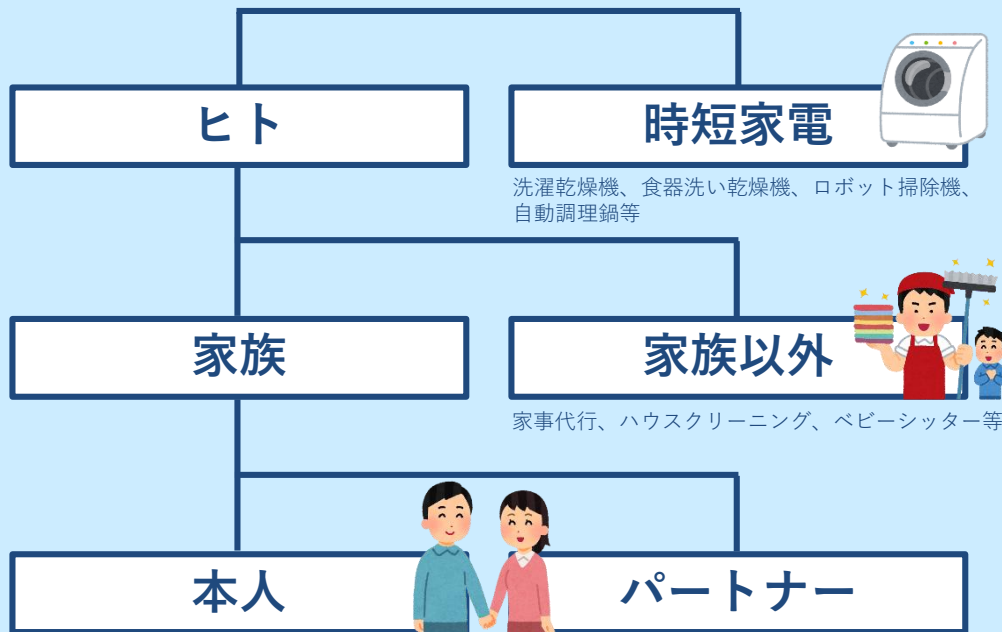 ヒト
時短家電
洗濯乾燥機、食器洗い乾燥機、ロボット掃除機、
自動調理鍋等
家族
家族以外
家事代行、ハウスクリーニング、ベビーシッター等
本人
パートナー